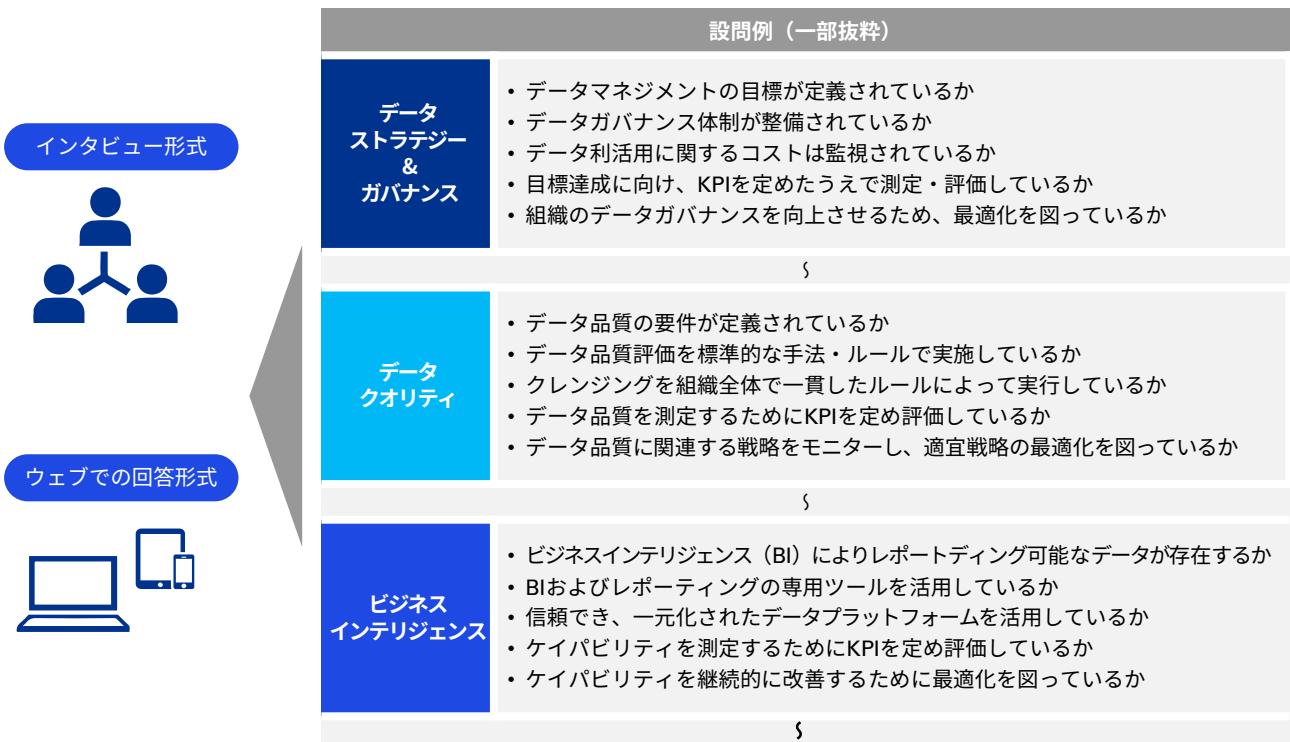 インタビュー形式
ウェブでの回答形式
設問例（一部抜粋）
データ
ストラテジー
&
ガバナンス
• データマネジメントの目標が定義されているか
• データガバナンス体制が整備されているか
• データ利活用に関するコストは監視されているか
• 目標達成に向け、KPIを定めたうえで測定・評価しているか
• 組織のデータガバナンスを向上させるため、最適化を図っているか
〜
データ
クオリティ
• データ品質の要件が定義されているか
• データ品質評価を標準的な手法・ルールで実施しているか
• クレンジングを組織全体で一貫したルールによって実行しているか
• データ品質を測定するためにKPIを定め評価しているか
• データ品質に関連する戦略をモニターし、適宜戦略の最適化を図っているか
〜
ビジネス
インテリジェンス
• ビジネスインテリジェンス（BI）によりレポートディング可能なデータが存在するか
• BIおよびレポーティングの専用ツールを活用しているか
• 信頼でき、一元化されたデータプラットフォームを活用しているか
• ケイパビリティを測定するためにKPIを定め評価しているか
• ケイパビリティを継続的に改善するために最適化を図っているか
〜